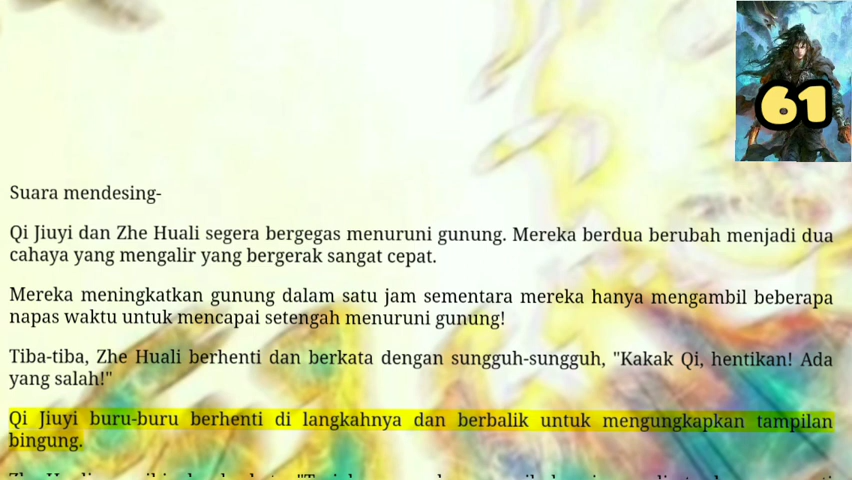 61
Suara mendesing-
Qi Jiuyi dan Zhe Huali segera bergegas menuruni gunung. Mereka berdua berubah menjadi dua
cahaya yang mengalir yang bergerak sangat cepat.
Mereka meningkatkan gunung dalam satu jam sementara mereka hanya mengambil beberapa
napas waktu untuk mencapai setengah menuruni gunung!
Tiba-tiba, Zhe Huali berhenti dan berkata dengan sungguh-sungguh, "Kakak Qi, hentikan! Ada
yang salah!"
Qi Jiuyi buru-buru berhenti di langkahnya dan berbalik untuk mengungkapkan tampilan
bingung.